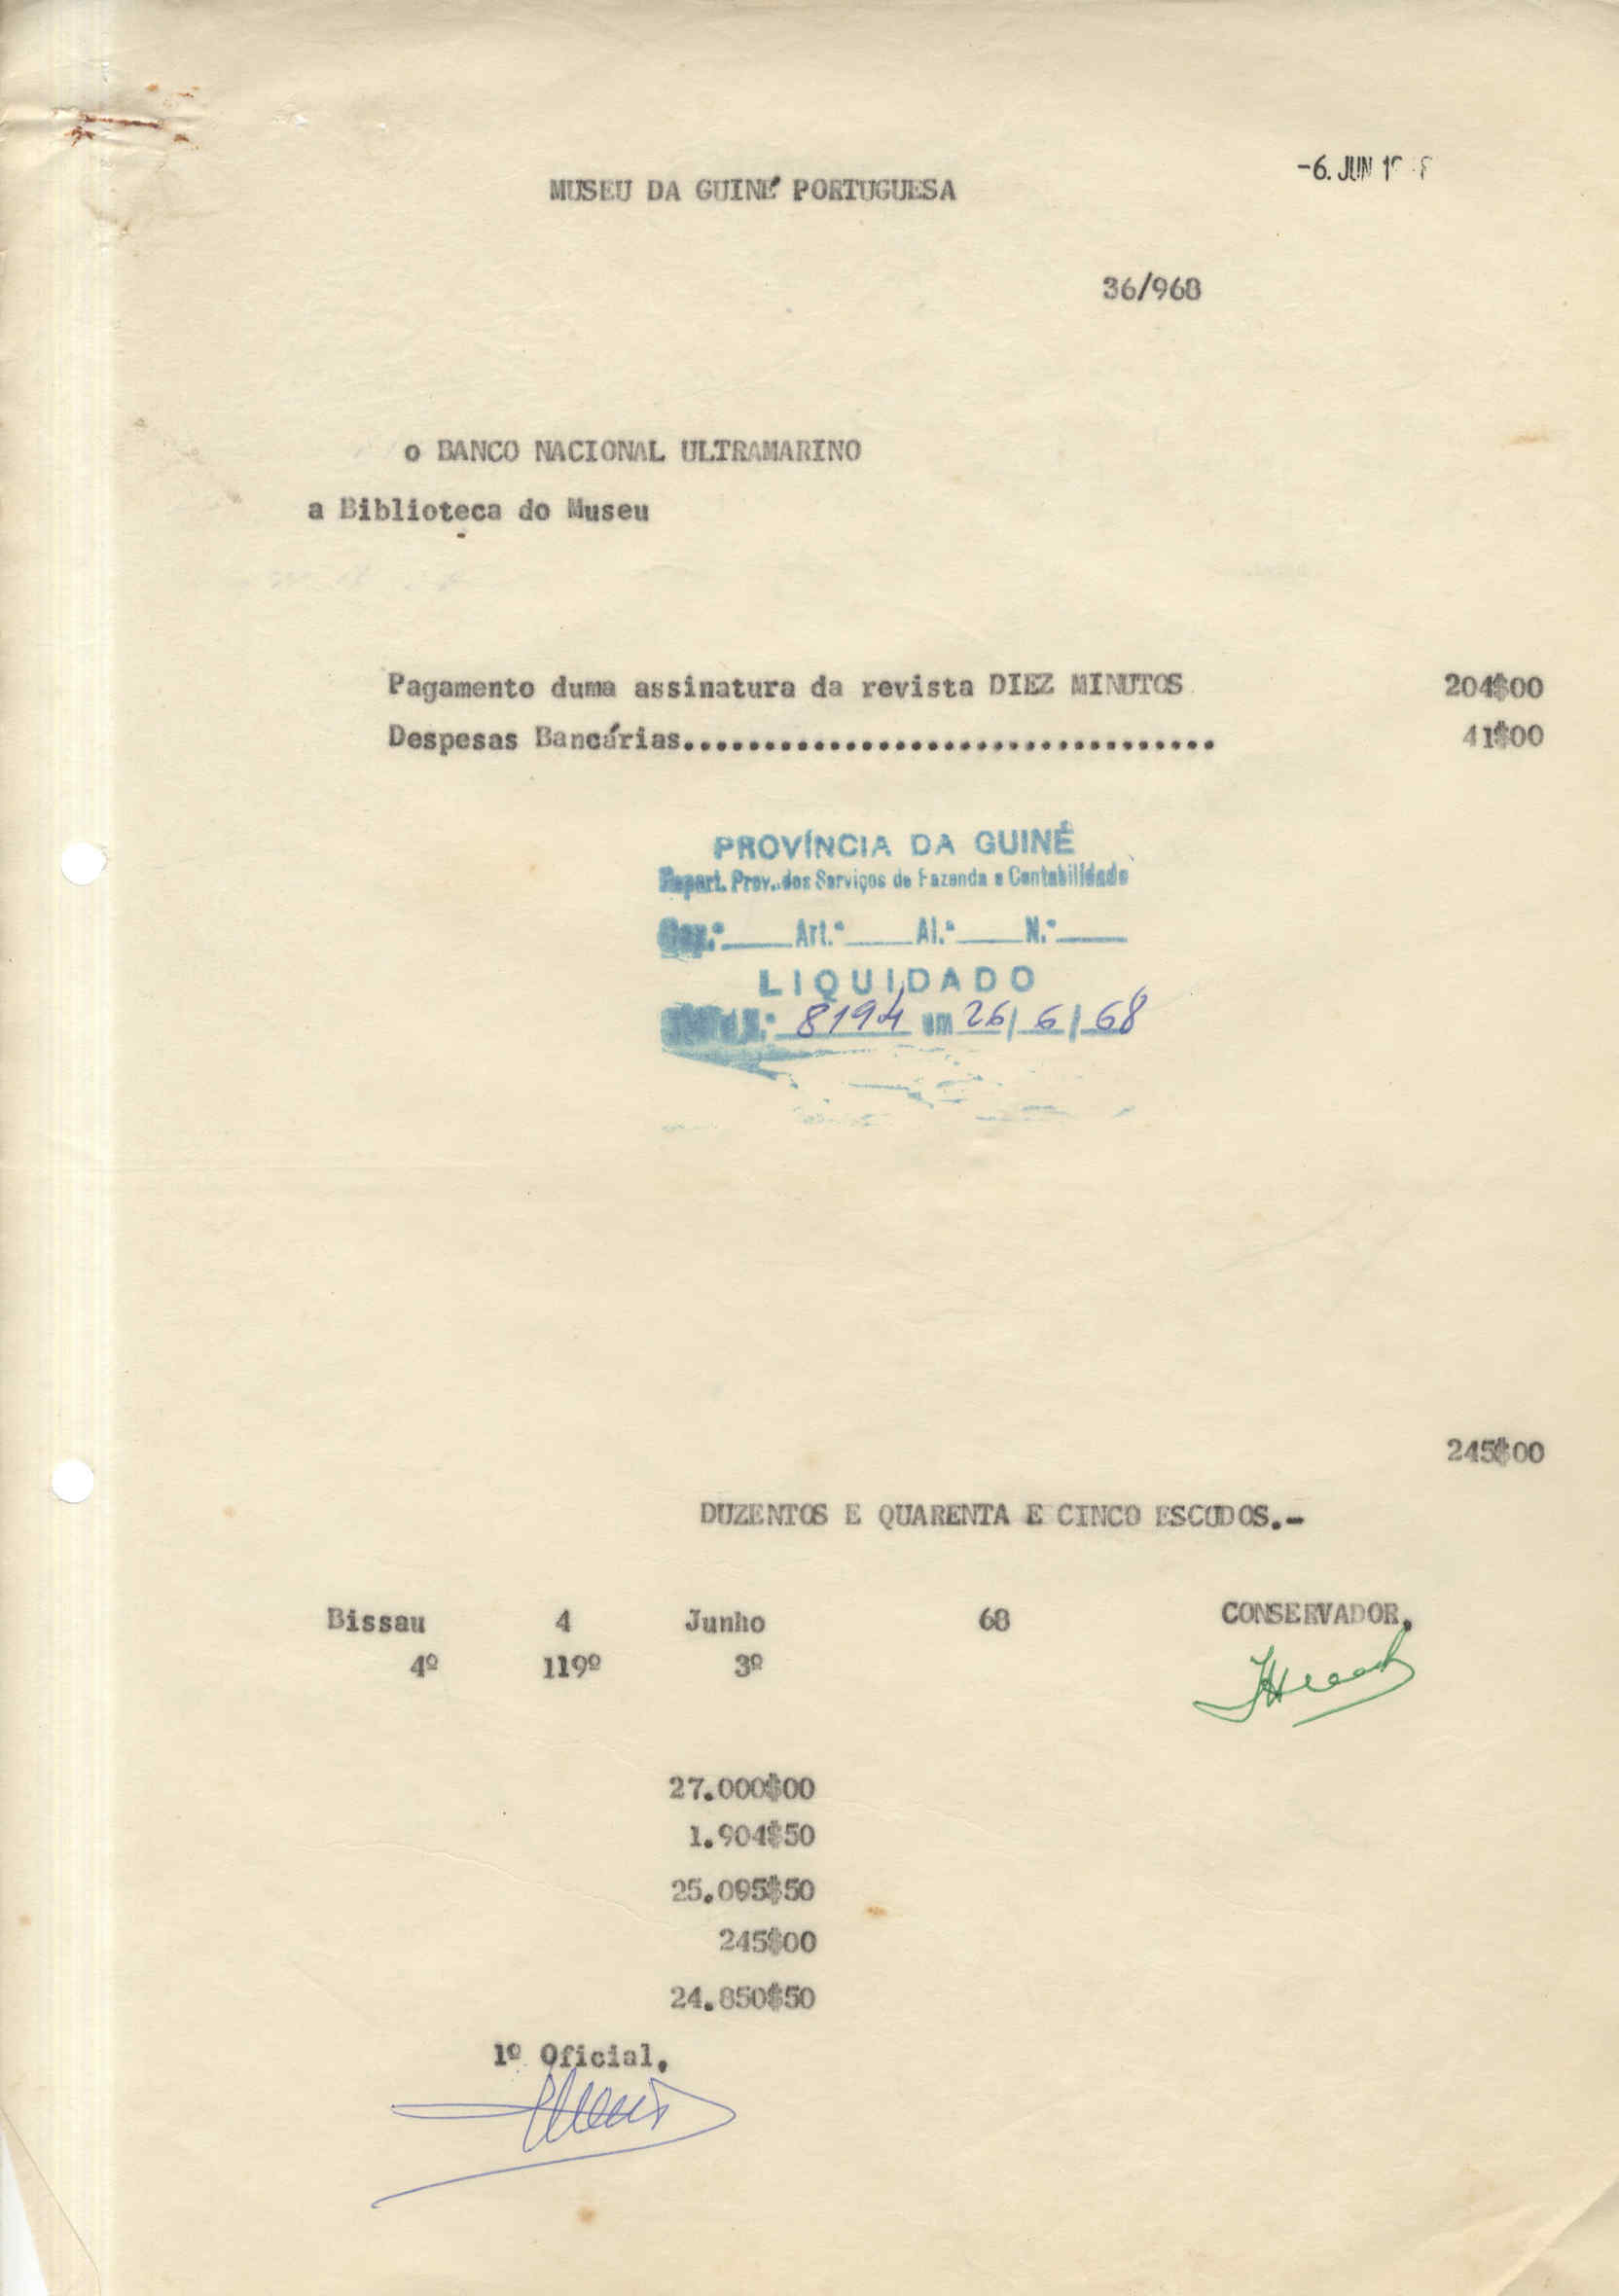 -6. JUN
MUSEU DA GUINÉ PORTUGUESA
36/968
o BANCO NACIONAL ULTRAMARINO
a Biblioteca do Museu
Pagamento duma assinatura da revista DIEZ MINUTOS 204$00
Despesas Bancárias................................. 41$00
PROVÍNCIA DA GUINÉ
Repart. Prov. dos Serviços de Fazenda e Contabilidade
Cap.º Art.º Al.ª N.º
LIQUIDADO
N.º 8194 em 26/6/68
245$00
DUZENTOS E QUARENTA E CINCO ESCUDOS.-
Bissau 4 Junho 68 CONSERVADOR.
4º 119º 3º
27.000$00
1.904$50
25.095$50
245$00
24.850$50
1º Oficial.